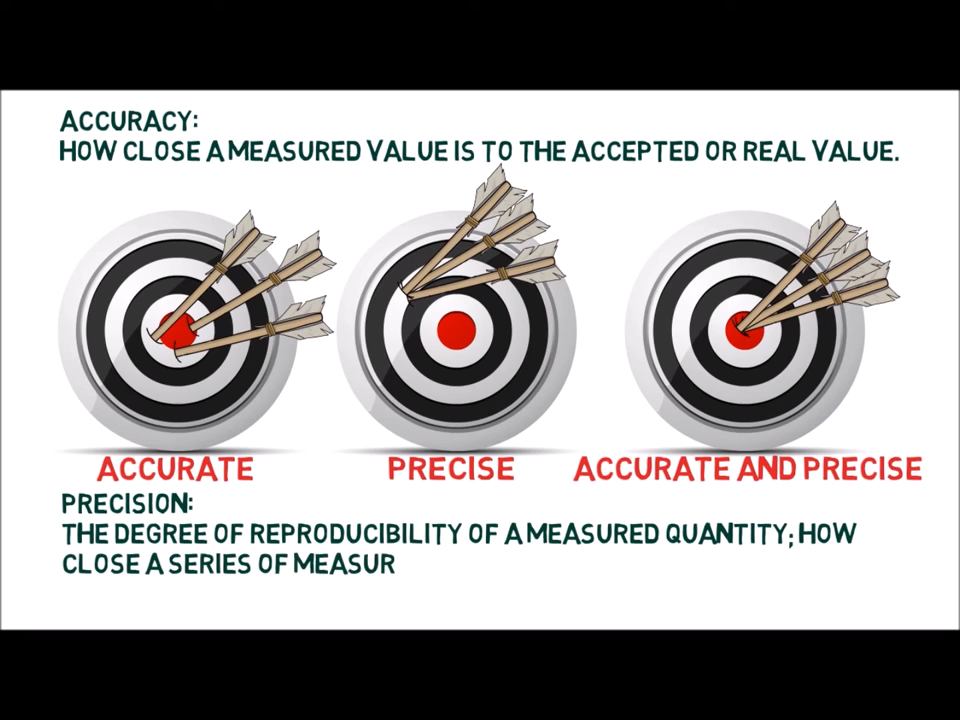 ACCURACY:
HOW CLOSE A MEASURED VALUE IS TO THE ACCEPTED OR REAL VALUE.
ACCURATE
PRECISE
ACCURATE AND PRECISE
PRECISION:
THE DEGREE OF REPRODUCIBILITY OF A MEASURED QUANTITY; HOW
CLOSE A SERIES OF MEASUR